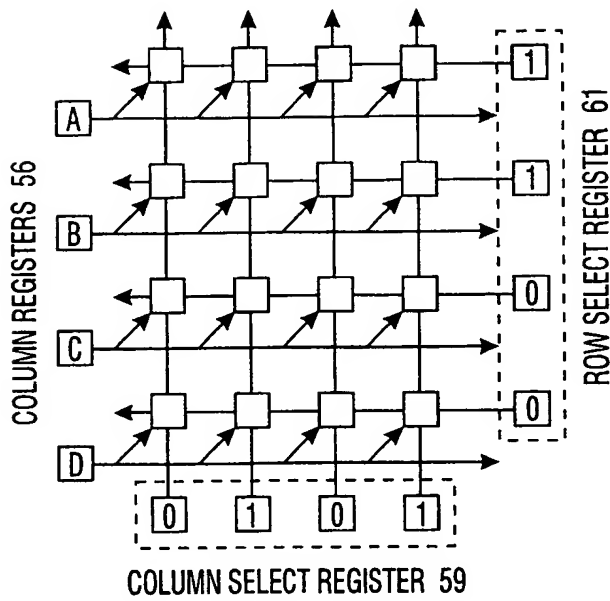 1
A
1
B
0
C
0
D
0 1 0 1
COLUMN REGISTERS 56
ROW SELECT REGISTER 61
COLUMN SELECT REGISTER 59